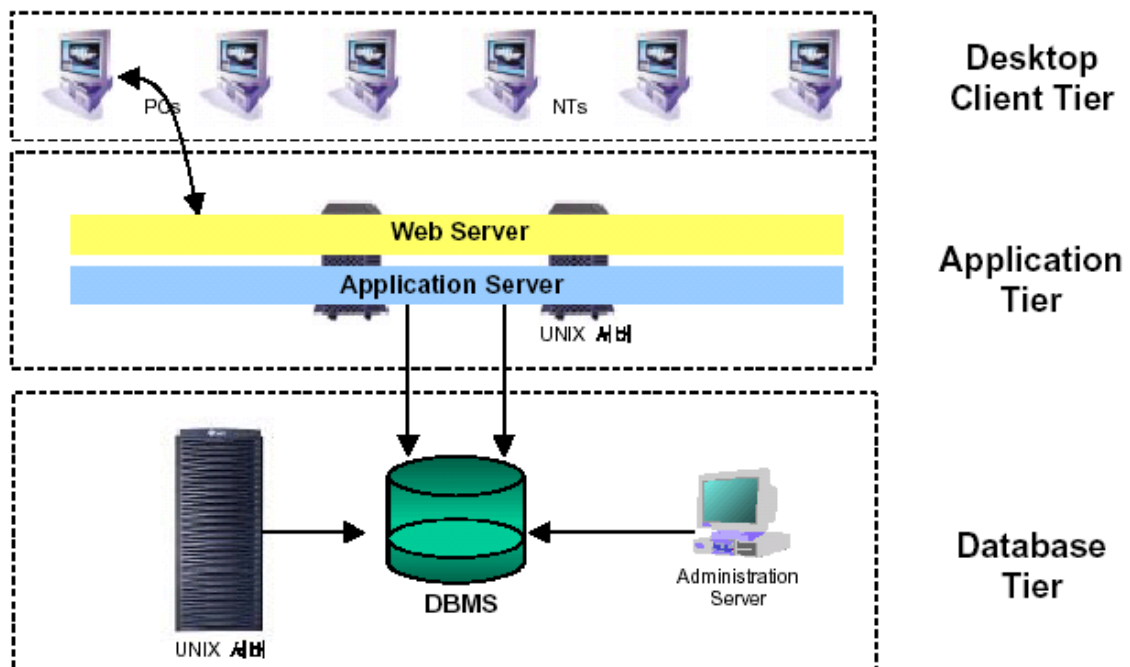 Desktop
Client Tier
PCs
NTs
Web Server
Application Server
UNIX 서버
Application
Tier
DBMS
Administration
Server
UNIX 서버
Database
Tier